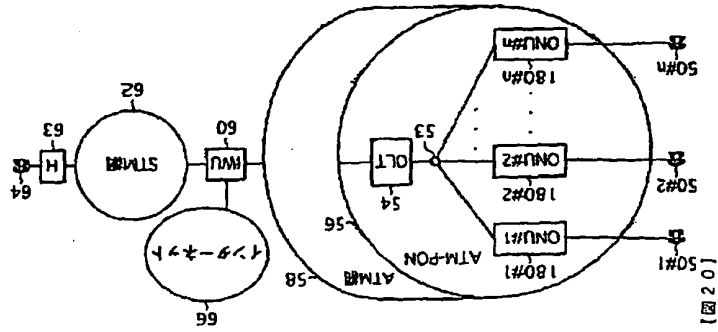 【図20】
50#1
180#1
ONU#1
ATM-PON
ATM網
58
56
66
インターネット
50#2
180#2
ONU#2
53
54
OLT
60
IWU
STM網
62
63
H
64
50#n
180#n
ONU#n